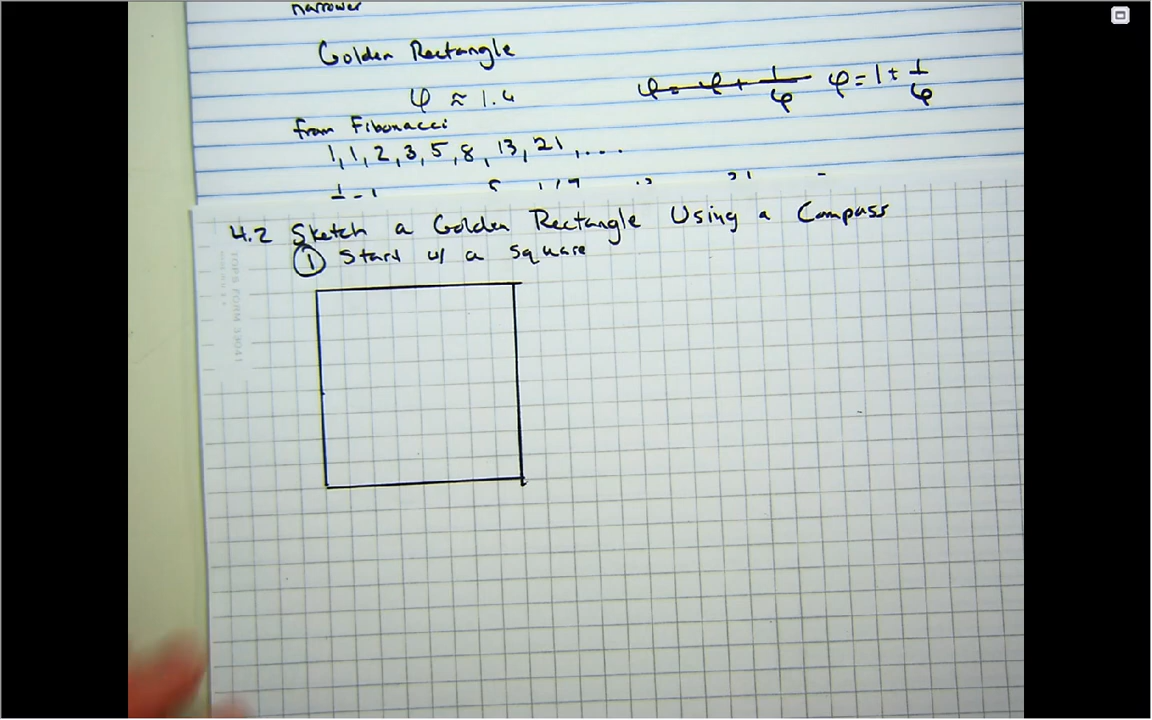 narrower
Golden Rectangle
φ ≈ 1.6
φ = φ + 1/φ φ = 1 + 1/φ
from Fibonacci
1, 1, 2, 3, 5, 8, 13, 21, ...
4.2 Sketch a Golden Rectangle Using a Compass
① Start w/ a square